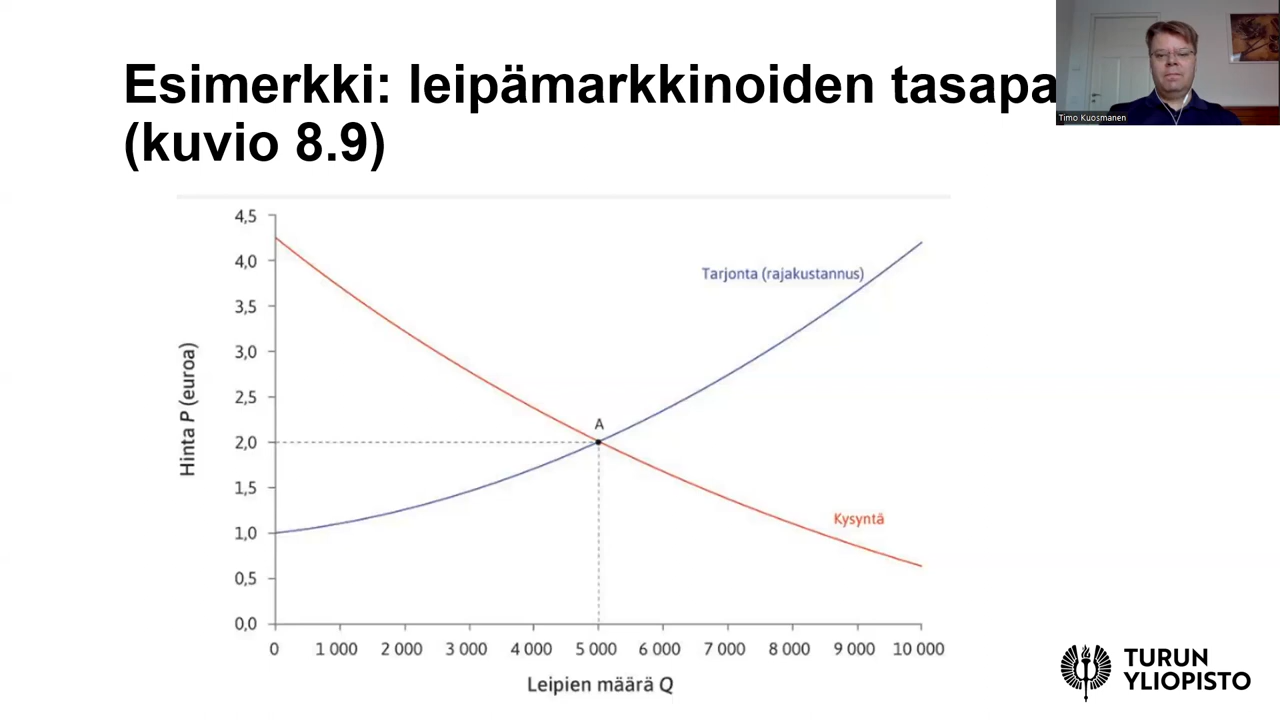 Esimerkki: leipämarkkinoiden tasapa
(kuvio 8.9)
Timo Kuosmanen
4,5
4,0
3,5
3,0
2,5
2,0
1,5
1,0
0,5
0,0
Hinta P (euroa)
Tarjonta (rajakustannus)
A
Kysyntä
0 1 000 2 000 3 000 4 000 5 000 6 000 7 000 8 000 9 000 10 000
Leipien määrä Q
TURUN
YLIOPISTO